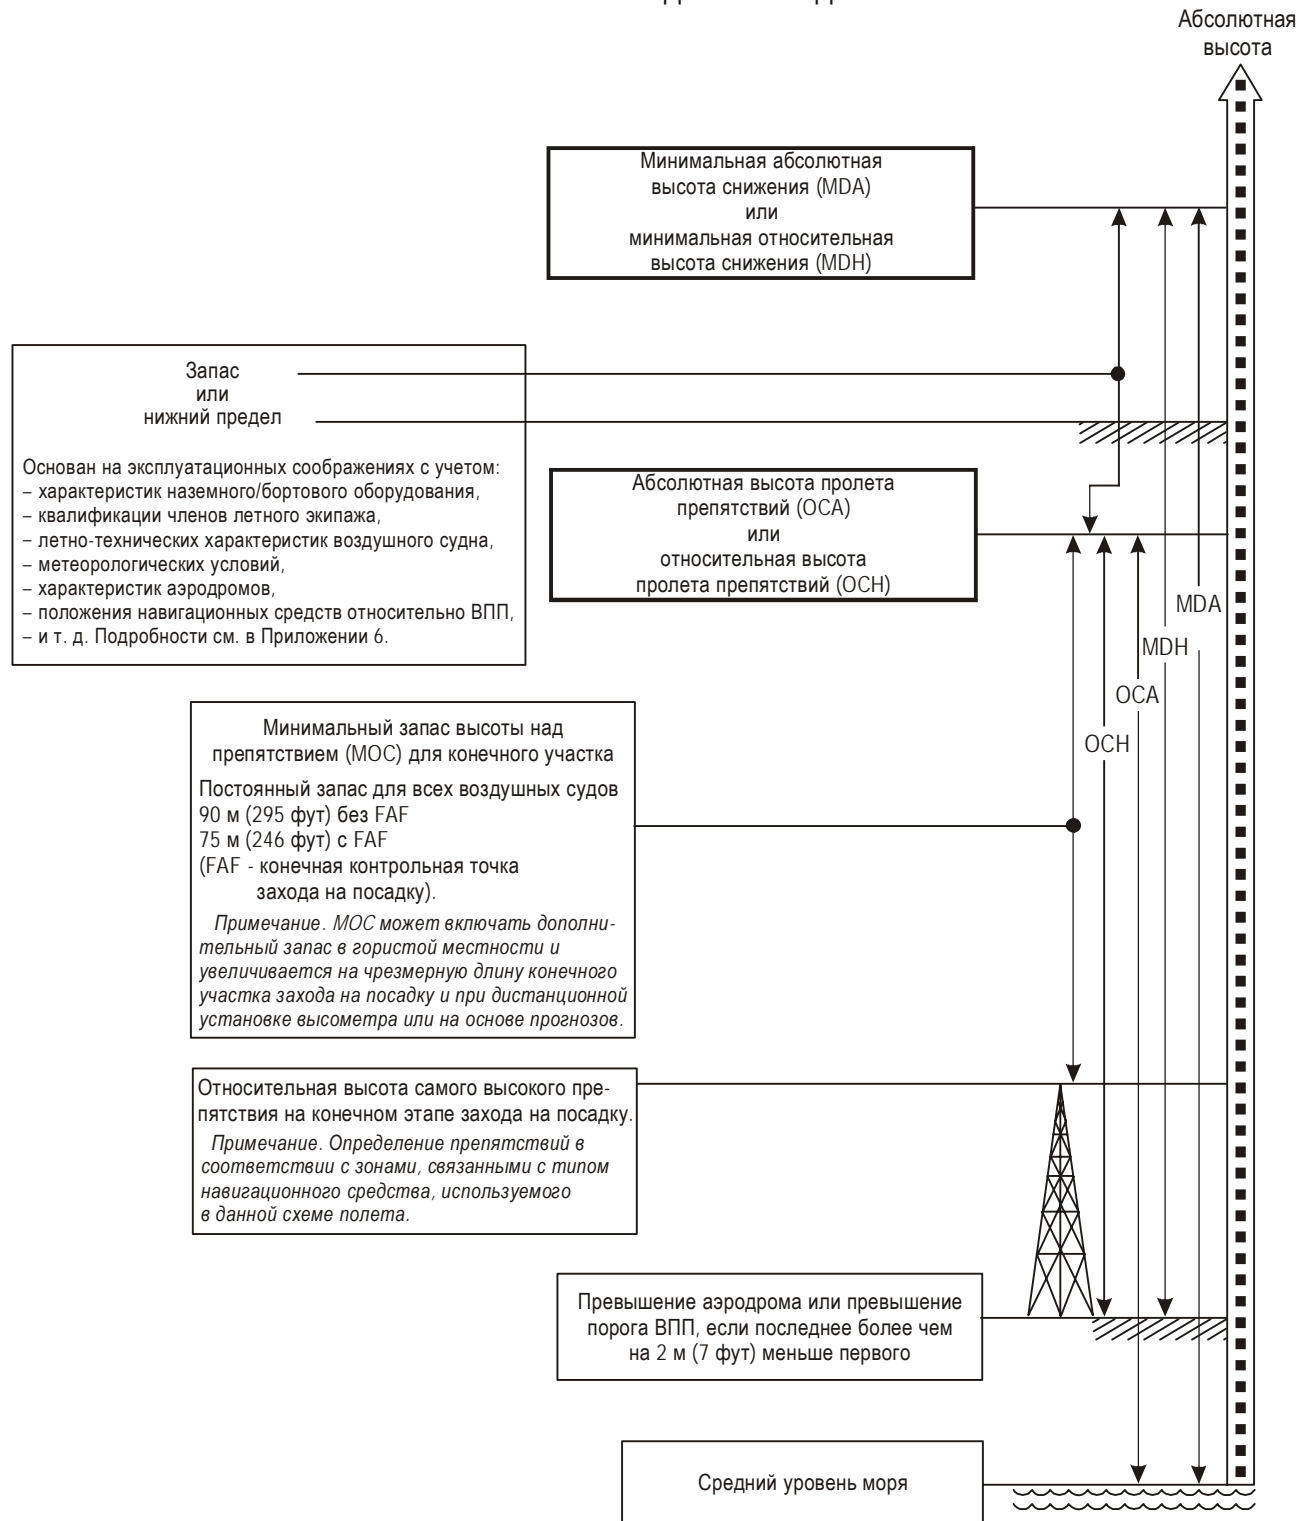 Абсолютная
высота
Минимальная абсолютная
высота снижения (MDA)
или
минимальная относительная
высота снижения (MDH)
Запас
или
нижний предел
Основан на эксплуатационных соображениях с учетом:
– характеристик наземного/бортового оборудования,
– квалификации членов летного экипажа,
– летно-технических характеристик воздушного судна,
– метеорологических условий,
– характеристик аэродромов,
– положения навигационных средств относительно ВПП,
– и т. д. Подробности см. в Приложении 6.
Абсолютная высота пролета
препятствий (OCA)
или
относительная высота
пролета препятствий (OCH)
MDA
MDH
OCA
OCH
Минимальный запас высоты над
препятствием (MOC) для конечного участка
Постоянный запас для всех воздушных судов
90 м (295 фут) без FAF
75 м (246 фут) с FAF
(FAF - конечная контрольная точка
захода на посадку).
Примечание. MOC может включать дополни-
тельный запас в гористой местности и
увеличивается на чрезмерную длину конечного
участка захода на посадку и при дистанционной
установке высометра или на основе прогнозов.
Относительная высота самого высокого пре-
пятствия на конечном этапе захода на посадку.
Примечание. Определение препятствий в
соответствии с зонами, связанными с типом
навигационного средства, используемого
в данной схеме полета.
Превышение аэродрома или превышение
порога ВПП, если последнее более чем
на 2 м (7 фут) меньше первого
Средний уровень моря